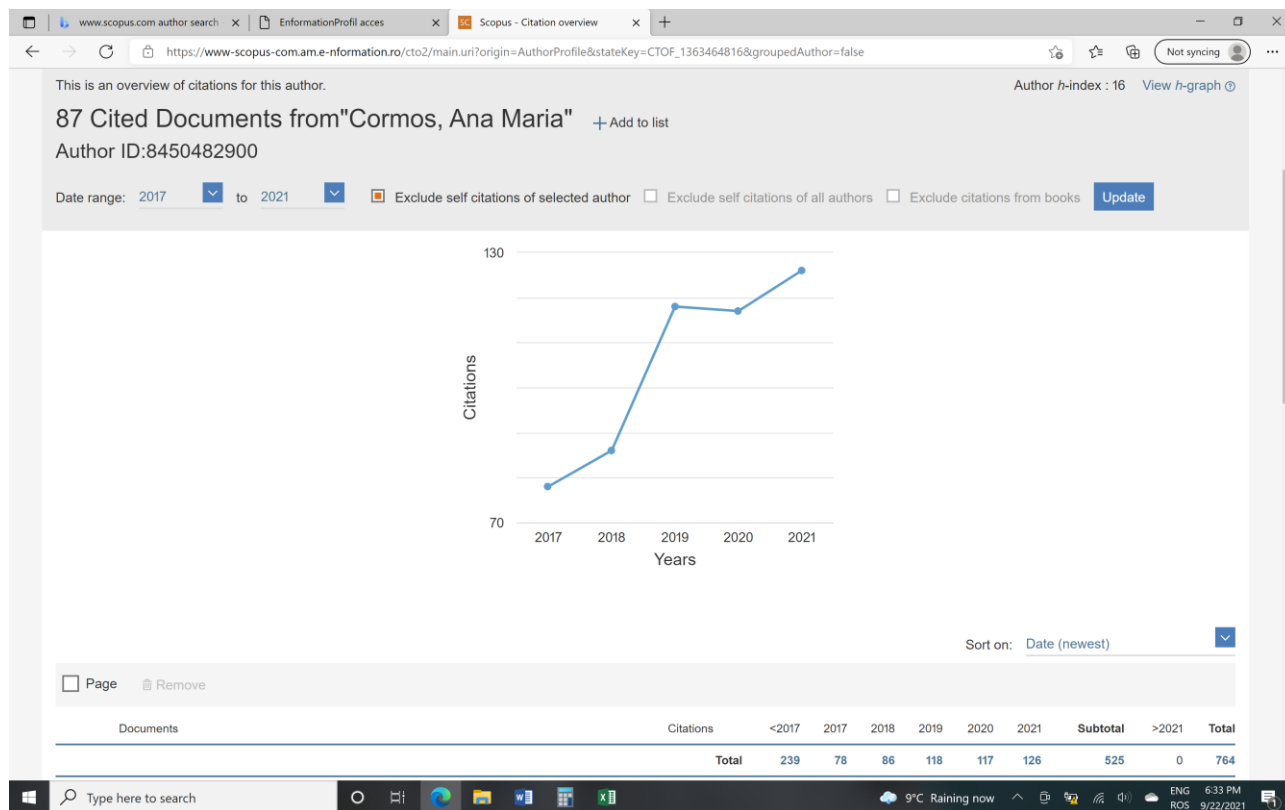 www.scopus.com author search
EnformationProfil acces
SC Scopus - Citation overview
https://www-scopus-com.am.e-nformation.ro/cto2/main.uri?origin=AuthorProfile&stateKey=CTOF_1363464816&groupedAuthor=false
Not syncing
This is an overview of citations for this author.
Author h-index : 16 View h-graph
87 Cited Documents from"Cormos, Ana Maria" +Add to list
Author ID:8450482900
Date range: 2017 to 2021 Exclude self citations of selected author Exclude self citations of all authors Exclude citations from books Update
130
Citations
70
2017 2018 2019 2020 2021
Years
Sort on: Date (newest)
Page Remove
Documents Citations <2017 2017 2018 2019 2020 2021 Subtotal >2021 Total
Total 239 78 86 118 117 126 525 0 764
Type here to search
9°C Raining now
ENG 6:33 PM
ROS 9/22/2021